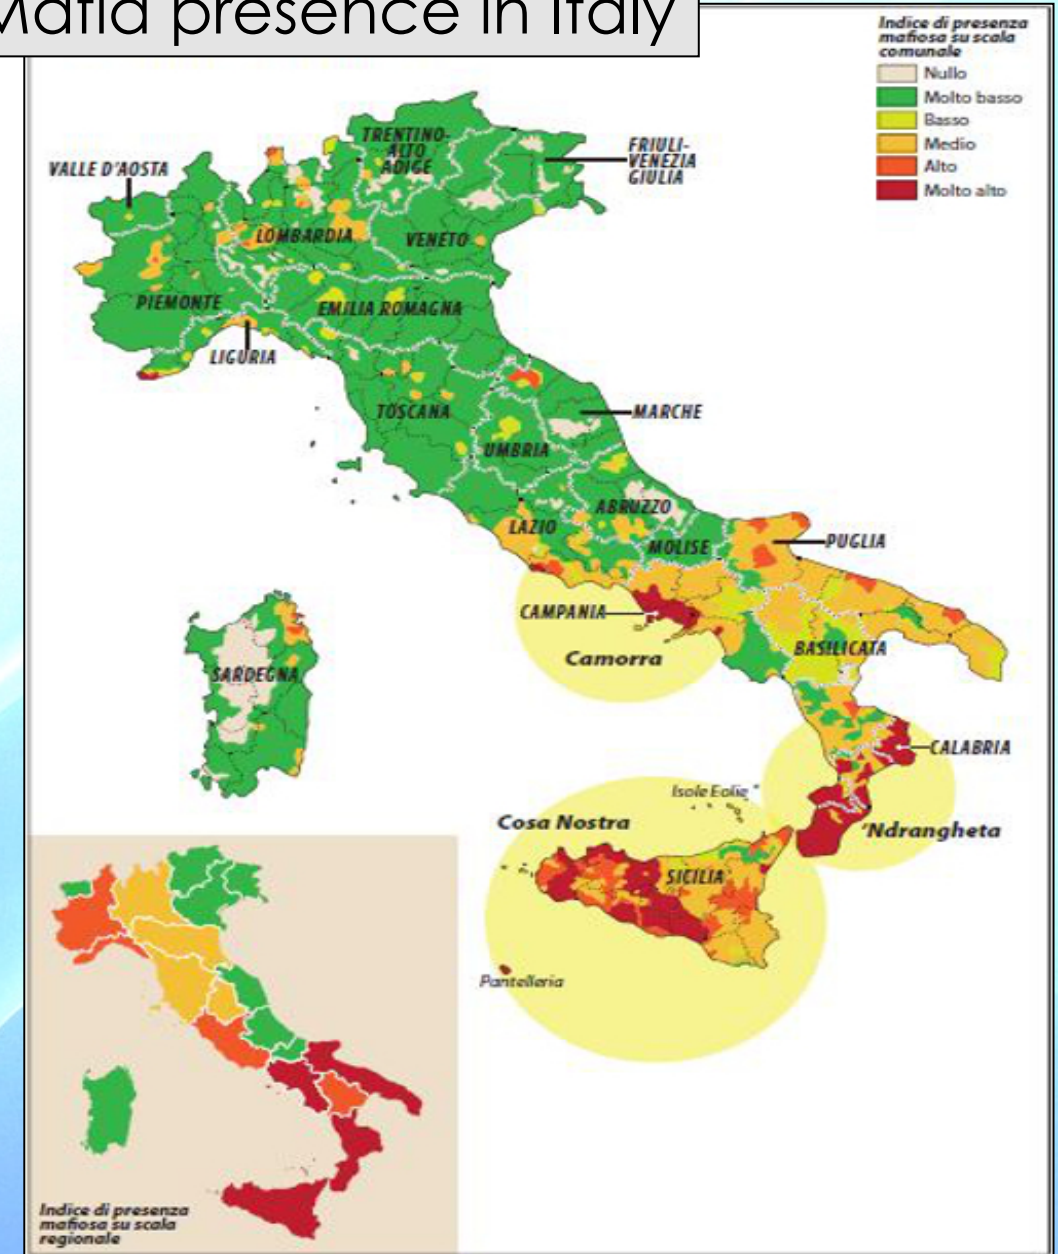 Mafia presence in Italy
Indice di presenza
mafiosa su scala
comunale
Nullo
Molto basso
Basso
Medio
Alto
Molto alto
TRENTINO-
ALTO
ADIGE
FRIULI-
VENEZIA
GIULIA
VALLE D'AOSTA
LOMBARDIA
VENETO
PIEMONTE
EMILIA ROMAGNA
LIGURIA
TOSCANA
MARCHE
UMBRIA
ABRUZZO
LAZIO
MOLISE
PUGLIA
CAMPANIA
Camorra
BASILICATA
SARDEGNA
CALABRIA
Isole Eolie
Cosa Nostra
'Ndrangheta
SICILIA
Pantelleria
Indice di presenza
mafiosa su scala
regionale